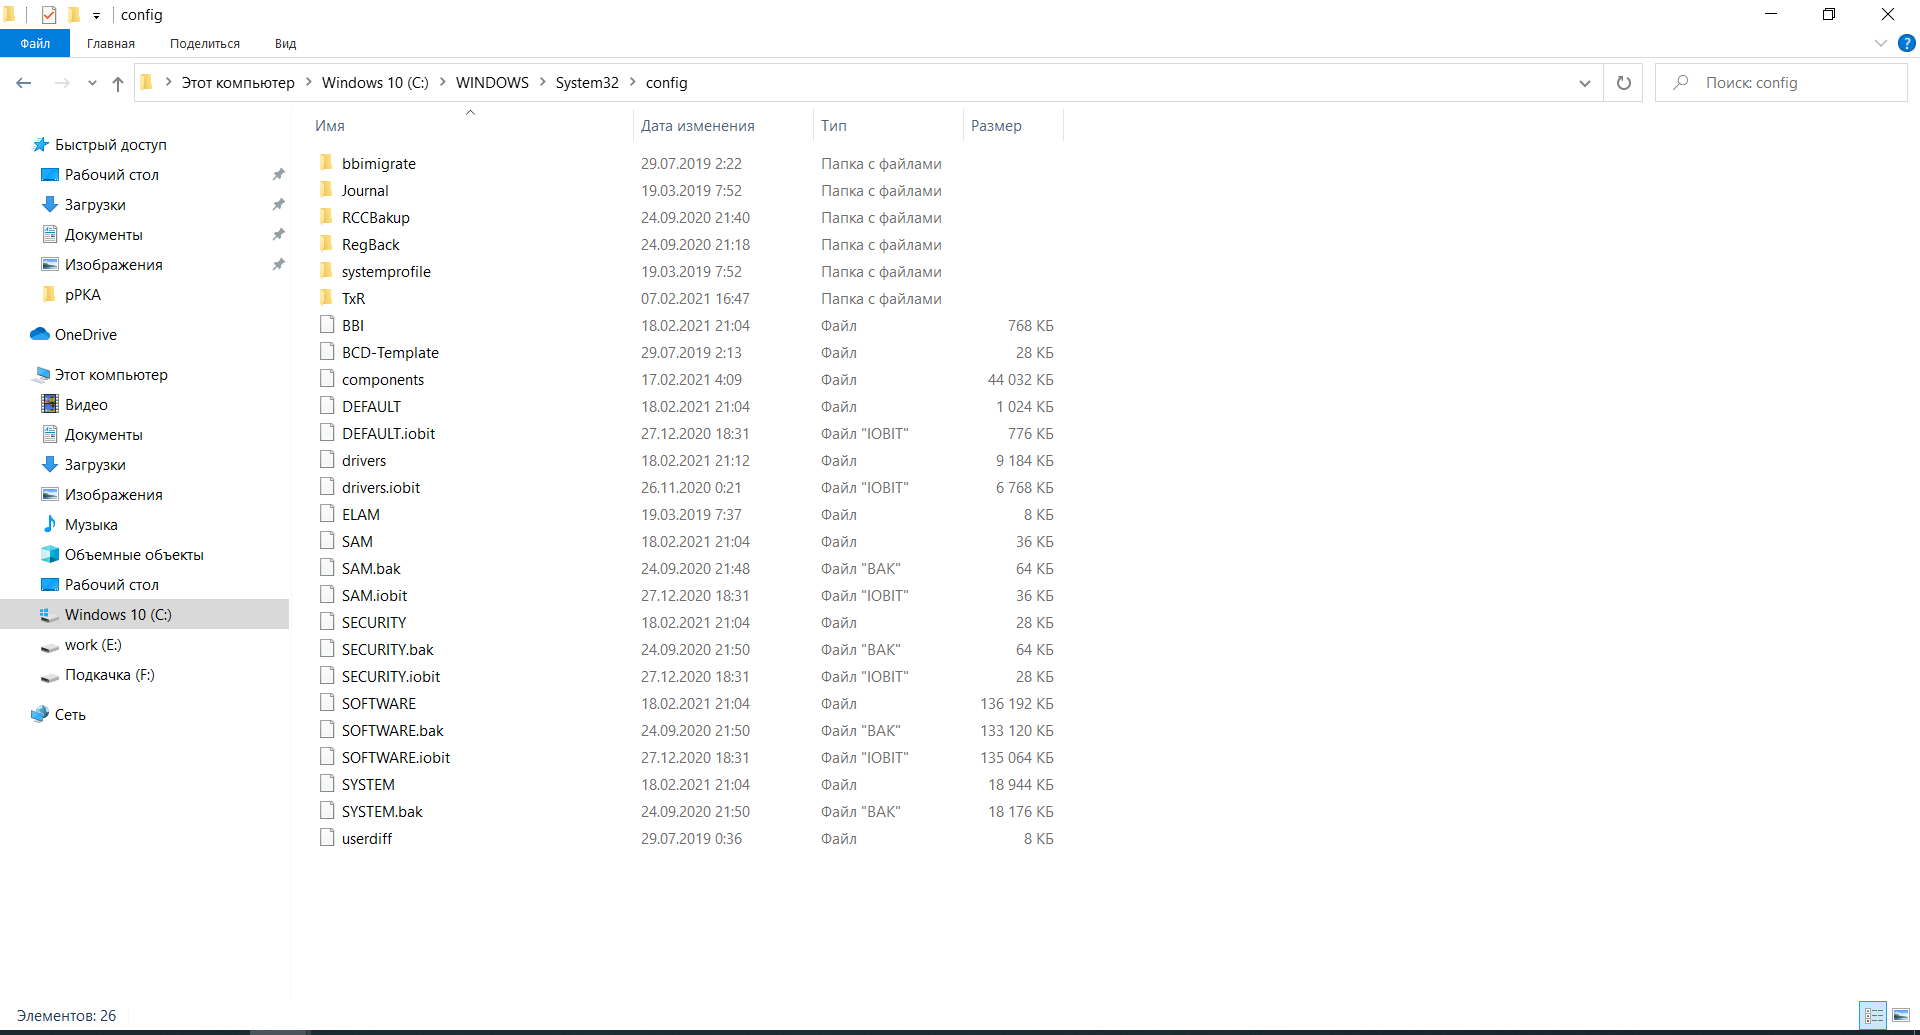 config
Файл Главная Поделиться Вид
Этот компьютер Windows 10 (C:) WINDOWS System32 config
Поиск: config
Быстрый доступ
Рабочий стол
Загрузки
Документы
Изображения
рРКА
OneDrive
Этот компьютер
Видео
Документы
Загрузки
Изображения
Музыка
Объемные объекты
Рабочий стол
Windows 10 (C:)
work (E:)
Подкачка (F:)
Сеть
Имя Дата изменения Тип Размер
bbimigrate 29.07.2019 2:22 Папка с файлами
Journal 19.03.2019 7:52 Папка с файлами
RCCBakup 24.09.2020 21:40 Папка с файлами
RegBack 24.09.2020 21:18 Папка с файлами
systemprofile 19.03.2019 7:52 Папка с файлами
TxR 07.02.2021 16:47 Папка с файлами
BBI 18.02.2021 21:04 Файл 768 КБ
BCD-Template 29.07.2019 2:13 Файл 28 КБ
components 17.02.2021 4:09 Файл 44 032 КБ
DEFAULT 18.02.2021 21:04 Файл 1 024 КБ
DEFAULT.iobit 27.12.2020 18:31 Файл "IOBIT" 776 КБ
drivers 18.02.2021 21:12 Файл 9 184 КБ
drivers.iobit 26.11.2020 0:21 Файл "IOBIT" 6 768 КБ
ELAM 19.03.2019 7:37 Файл 8 КБ
SAM 18.02.2021 21:04 Файл 36 КБ
SAM.bak 24.09.2020 21:48 Файл "BAK" 64 КБ
SAM.iobit 27.12.2020 18:31 Файл "IOBIT" 36 КБ
SECURITY 18.02.2021 21:04 Файл 28 КБ
SECURITY.bak 24.09.2020 21:50 Файл "BAK" 64 КБ
SECURITY.iobit 27.12.2020 18:31 Файл "IOBIT" 28 КБ
SOFTWARE 18.02.2021 21:04 Файл 136 192 КБ
SOFTWARE.bak 24.09.2020 21:50 Файл "BAK" 133 120 КБ
SOFTWARE.iobit 27.12.2020 18:31 Файл "IOBIT" 135 064 КБ
SYSTEM 18.02.2021 21:04 Файл 18 944 КБ
SYSTEM.bak 24.09.2020 21:50 Файл "BAK" 18 176 КБ
userdiff 29.07.2019 0:36 Файл 8 КБ
Элементов: 26